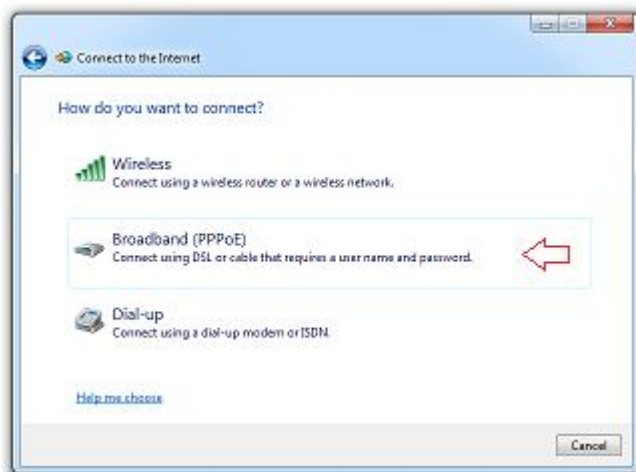 Connect to the Internet
How do you want to connect?
Wireless
Connect using a wireless router or a wireless network.
Broadband (PPPoE)
Connect using DSL or cable that requires a user name and password.
Dial-up
Connect using a dial-up modem or ISDN.
Help me choose
Cancel